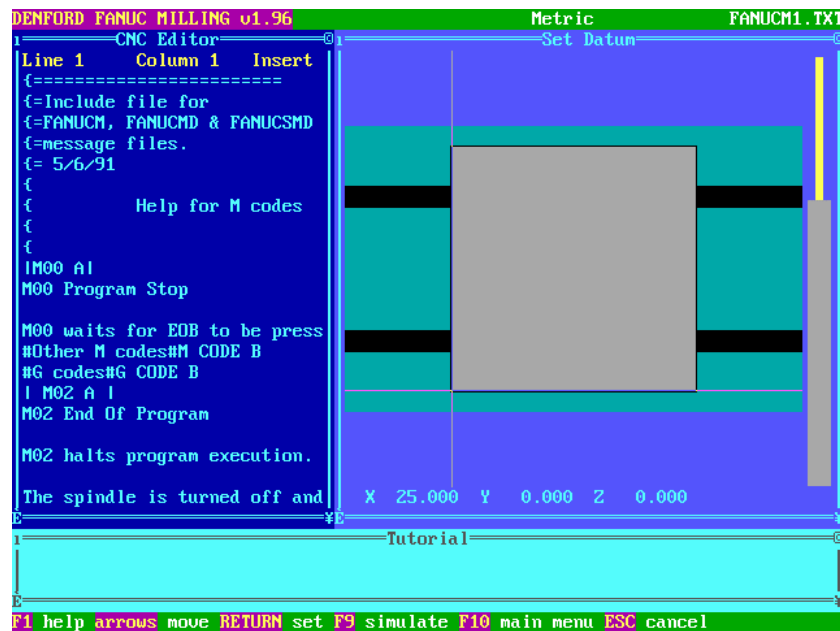 DENFORD FANUC MILLING v1.96 Metric FANUCM1.TXT
CNC Editor
Line 1 Column 1 Insert
{========================
{=Include file for
{=FANUCM, FANUCMD & FANUCSMD
{=message files.
{= 5/6/91
{
{ Help for M codes
{
{
|M00 A|
M00 Program Stop
M00 waits for EOB to be press
#Other M codes#M CODE B
#G codes#G CODE B
| M02 A |
M02 End Of Program
M02 halts program execution.
The spindle is turned off and
Set Datum
X 25.000 Y 0.000 Z 0.000
Tutorial
F1 help arrows move RETURN set F9 simulate F10 main menu ESC cancel